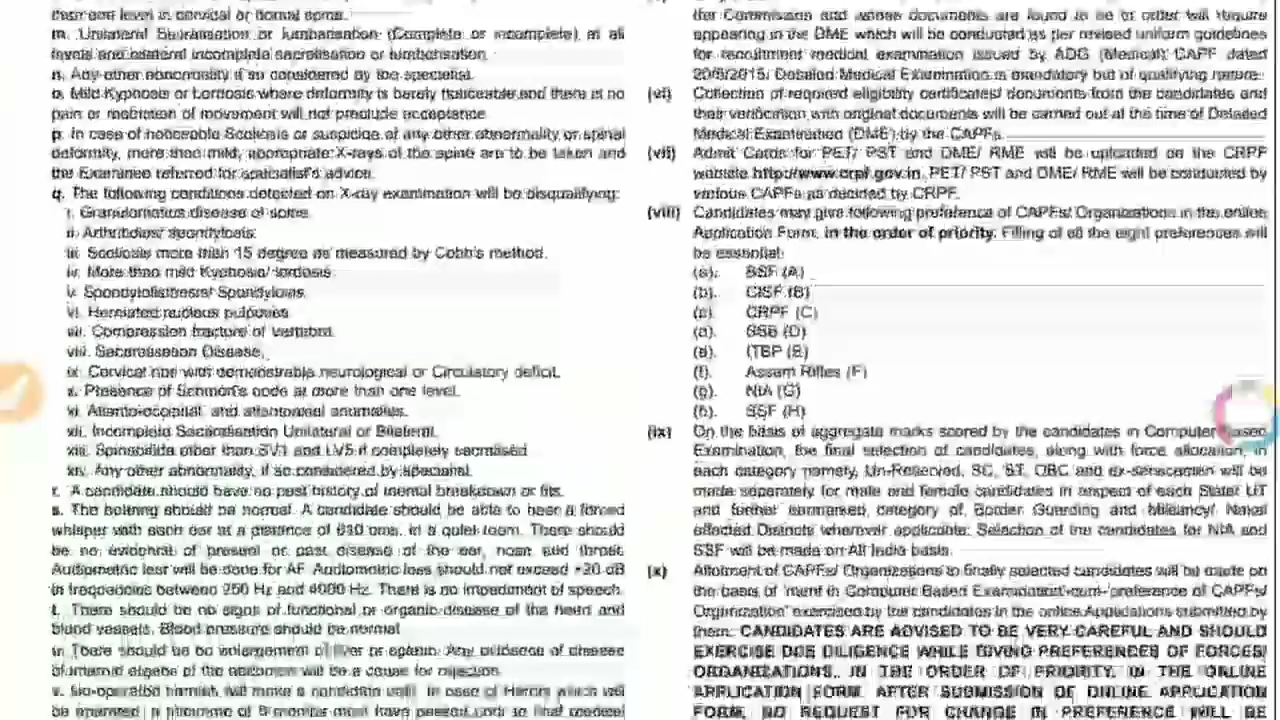 m. Unilateral Sacralisation or lumbarisation (Complete or incomplete) at all
levels and bilateral incomplete sacralisation or lumbarisation.
n. Any other abnormality if so considered by the specialist.
o. Mild Kyphosis or Lordosis where deformity is barely noticeable and there is no
pain or restriction of movement will not preclude acceptance.
p. In case of noticeable Scoliosis or suspicion of any other abnormality or spinal
deformity, more than mild, appropriate X-rays of the spine are to be taken and
the Examinee referred for specialist's advice.
q. The following conditions detected on X-ray examination will be disqualifying:
i. Granulomatus disease of spine
ii. Arthritides/ spondylosis
iii. Scoliosis more than 15 degree as measured by Cobb's method.
iv. More than mild Kyphosis/ lordosis
v. Spondylolisthesis/ Spondylosis
vi. Herniated nucleus pulposus
vii. Compression fracture of vertebra.
viii. Disease.
ix. Cervical ribs with demonstrable neurological or Circulatory deficit.
x. Presence of node at more than one level.
xi. and anomalies.
xii. Incomplete Sacralisation Unilateral or Bilateral.
xiii. other than SV1 and LV5 if completely sacralised
xiv. Any other abnormality, if so considered by specialist.
r. A candidate should have no past history of mental breakdown or fits.
s. The hearing should be normal. A candidate should be able to hear a forced
whisper with each ear at a distance of 610 cms. in a quiet room. There should
be no evidence of present or past disease of the ear, nose and throat.
Audiometric test will be done for AF. Audiometric loss should not exceed +20 dB
in frequencies between 250 Hz and 4000 Hz. There is no impediment of speech.
t. There should be no signs of functional or organic disease of the heart and
blood vessels. Blood pressure should be normal
u. There should be no enlargement of liver or spleen. Any evidence of disease
of internal organs of the abdomen will be a cause for rejection.
v. Un-operated hernias will make a candidate unfit. In case of Hernia which will
be operated, a minimum of 6 months must have passed prior to final medical
the Commission and whose documents are found to be in order will require
appearing in the DME which will be conducted as per revised uniform guidelines
for recruitment medical examination issued by ADG (Medical) CAPF dated
20/5/2015. Detailed Medical Examination is mandatory but of qualifying nature.
(vi) Collection of required eligibility certificates/ documents from the candidates and
their verification with original documents will be carried out at the time of Detailed
Medical Examination (DME) by the CAPFs.
(vii) Admit Cards for PET/ PST and DME/ RME will be uploaded on the CRPF
website http://www.crpf.gov.in. PET/ PST and DME/ RME will be conducted by
various CAPFs as decided by CRPF.
(viii) Candidates may give following preference of CAPFs/ Organizations in the online
Application Form, in the order of priority. Filling of all the eight preferences will
be essential:
(a). BSF (A)
(b). CISF (B)
(c). CRPF (C)
(d). SSB (D)
(e). ITBP (E)
(f). Assam Rifles (F)
(g). NIA (G)
(h). SSF (H)
(ix) On the basis of aggregate marks scored by the candidates in Computer Based
Examination, the final selection of candidates, along with force allocation, in
each category namely, Un-Reserved, SC, ST, OBC and ex-serviceman will be
made separately for male and female candidates in respect of each State/ UT
and further earmarked category of Border Guarding and Militancy/ Naxal
affected Districts wherever applicable. Selection of the candidates for NIA and
SSF will be made on All India basis.
(x) Allotment of CAPFs/ Organizations to finally selected candidates will be made on
the basis of 'merit in Computer Based Examination'-cum-'preference of CAPFs/
Organization' exercised by the candidates in the online Applications submitted by
them. CANDIDATES ARE ADVISED TO BE VERY CAREFUL AND SHOULD
EXERCISE DUE DILIGENCE WHILE GIVING PREFERENCES OF FORCES/
ORGANIZATIONS, IN THE ORDER OF PRIORITY, IN THE ONLINE
APPLICATION FORM. AFTER SUBMISSION OF ONLINE APPLICATION
FORM, NO REQUEST FOR CHANGE IN PREFERENCE WILL BE